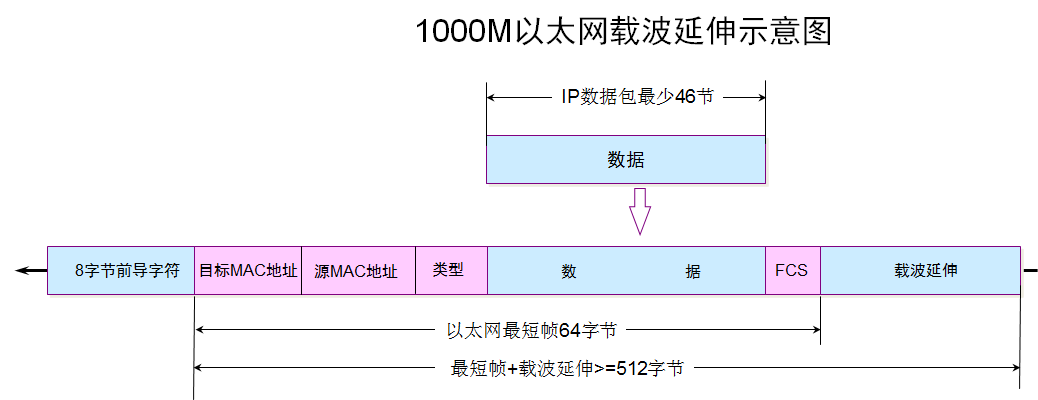 1000M以太网载波延伸示意图
IP数据包最少46节
数据
8字节前导字符 目标MAC地址 源MAC地址 类型 数 据 FCS 载波延伸
以太网最短帧64字节
最短帧+载波延伸>=512字节